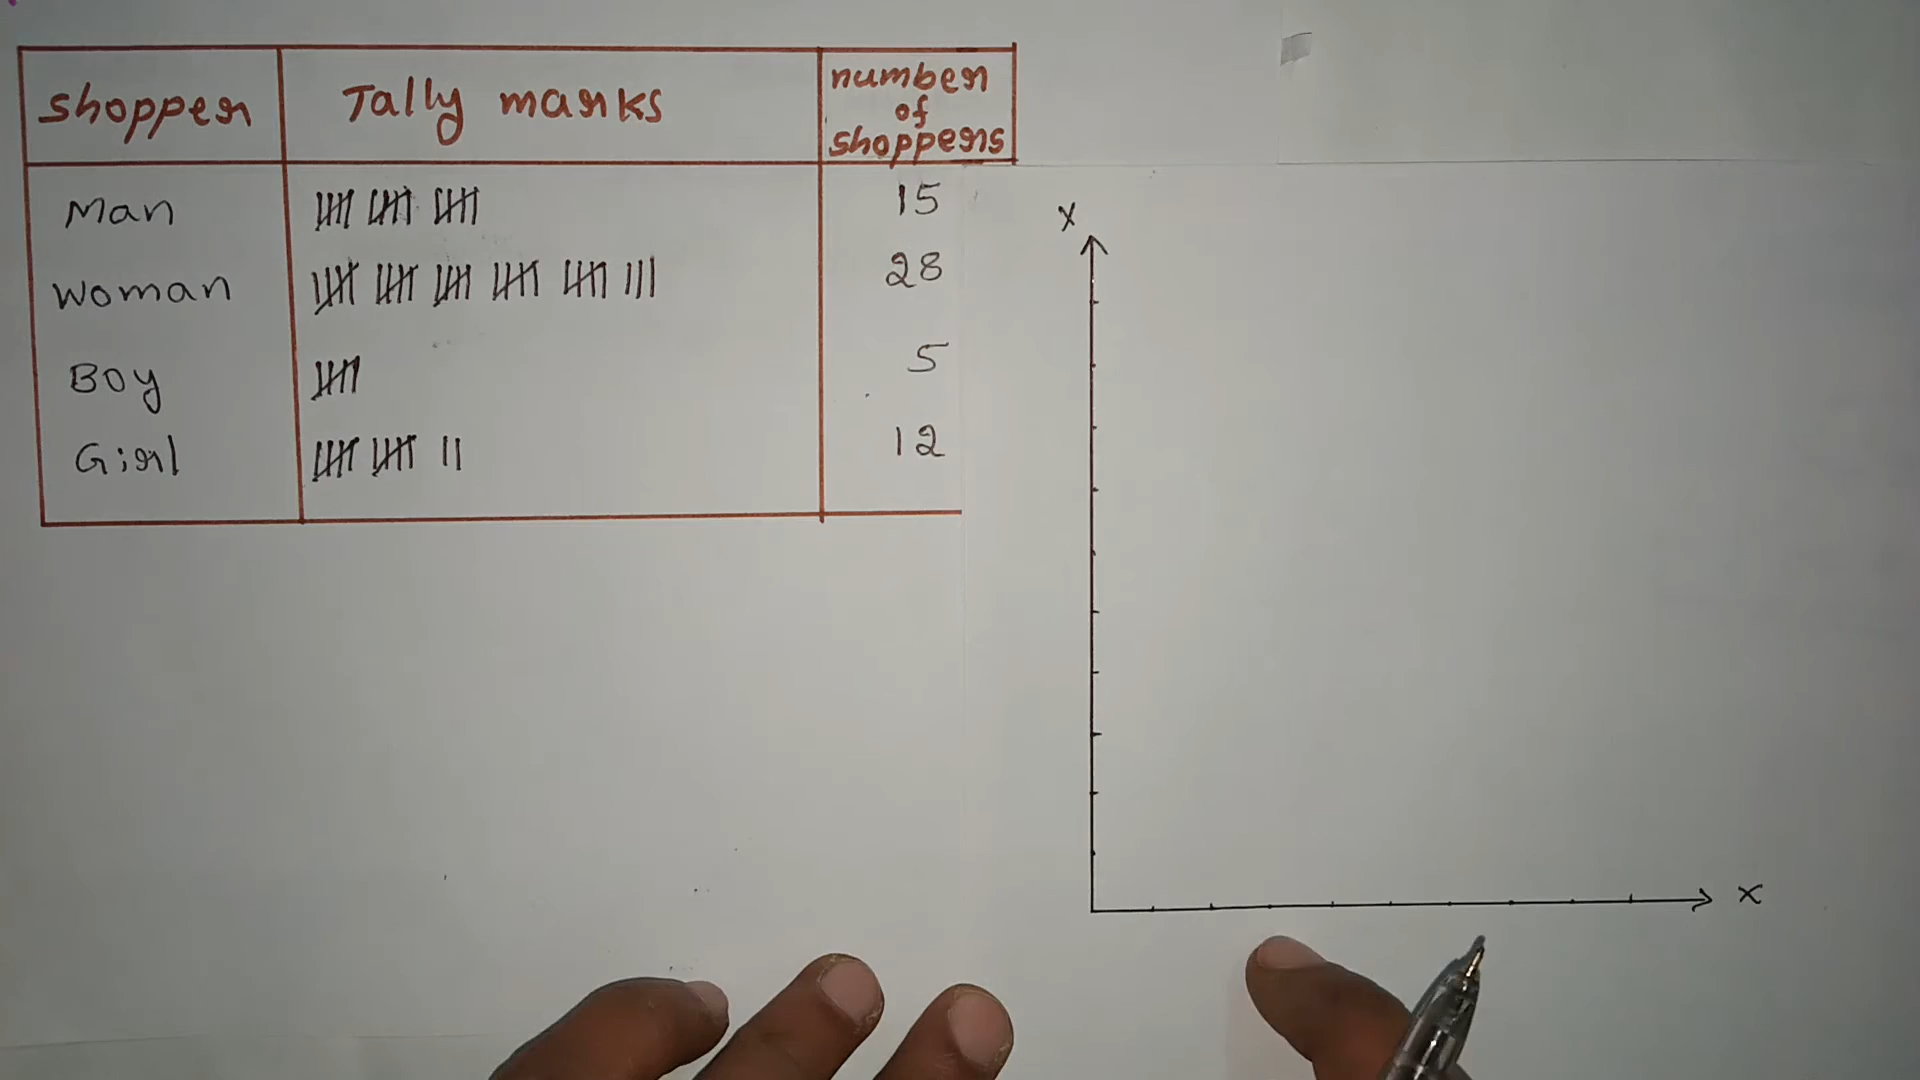 Shopper Tally marks number of shoppers
Man 15
Woman 28
Boy 5
Girl 12
X
X